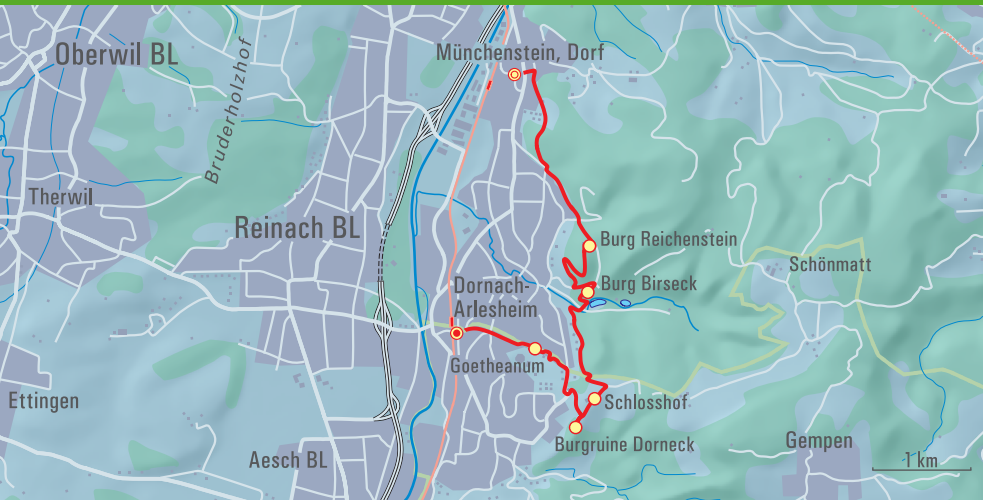 Münchenstein, Dorf
Oberwil BL
Bruderholzhof
Therwil
Reinach BL
Burg Reichenstein
Schönmatt
Burg Birseck
Dornach-
Arlesheim
Goetheanum
Ettingen
Schlosshof
Burgruine Dorneck
Gempen
Aesch BL
1 km